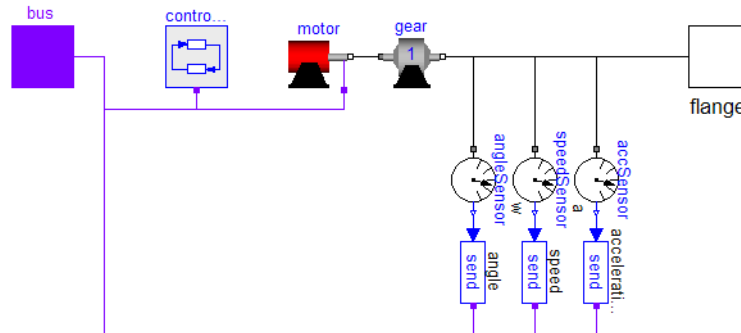 bus
contro...
motor
gear
1
flange
angleSensor
speedSensor
w
accSensor
a
send
angle
send
speed
send
accelerati...